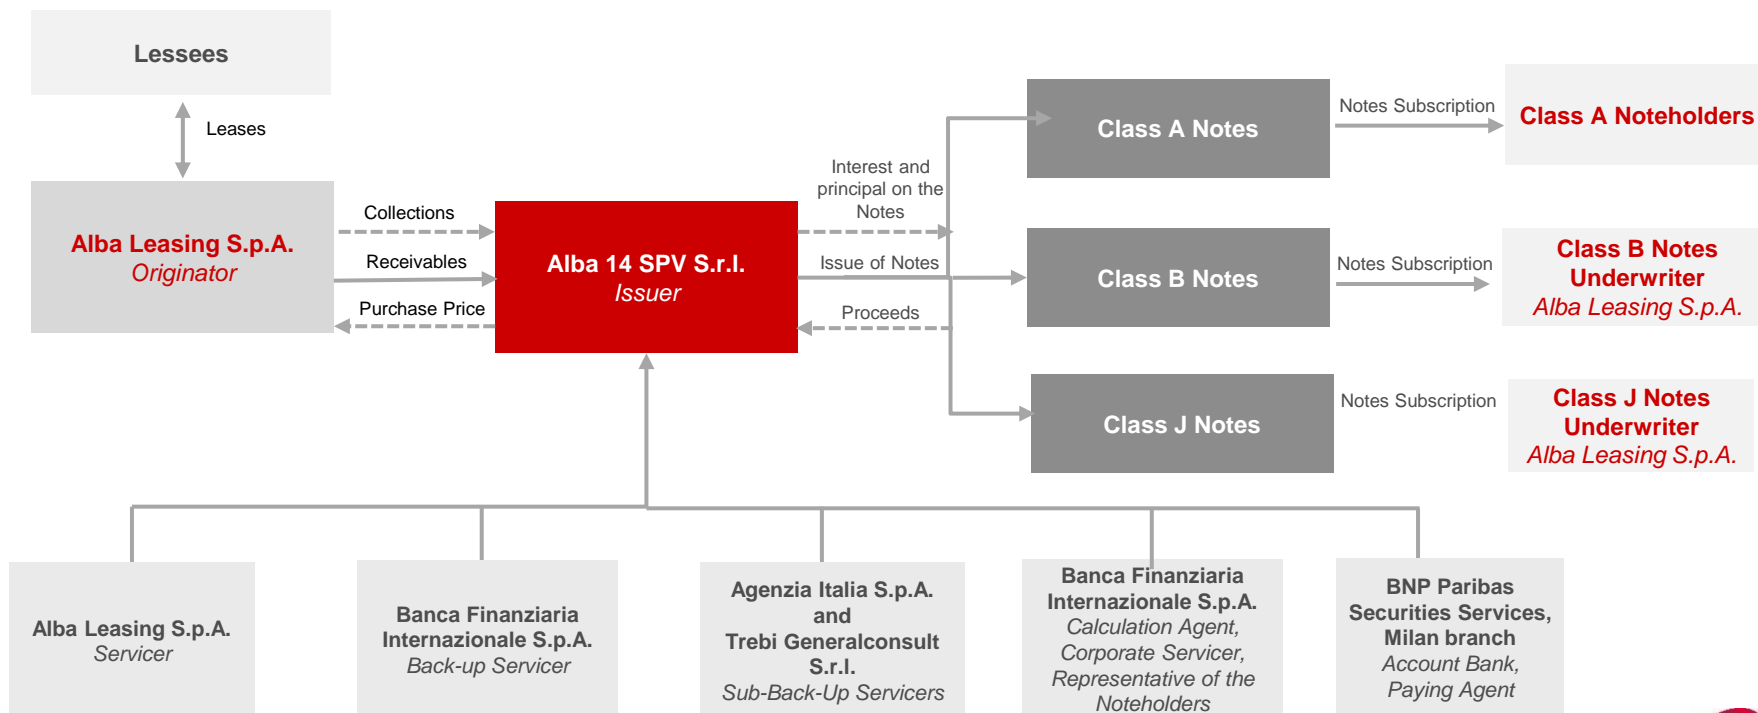 Lessees
Leases
Alba Leasing S.p.A.
Originator
Collections
Receivables
Purchase Price
Alba 14 SPV S.r.l.
Issuer
Interest and
principal on the
Notes
Issue of Notes
Proceeds
Class A Notes
Notes Subscription
Class A Noteholders
Class B Notes
Notes Subscription
Class B Notes
Underwriter
Alba Leasing S.p.A.
Class J Notes
Notes Subscription
Class J Notes
Underwriter
Alba Leasing S.p.A.
Alba Leasing S.p.A.
Servicer
Banca Finanziaria
Internazionale S.p.A.
Back-up Servicer
Agenzia Italia S.p.A.
and
Trebi Generalconsult
S.r.l.
Sub-Back-Up Servicers
Banca Finanziaria
Internazionale S.p.A.
Calculation Agent,
Corporate Servicer,
Representative of the
Noteholders
BNP Paribas
Securities Services,
Milan branch
Account Bank,
Paying Agent